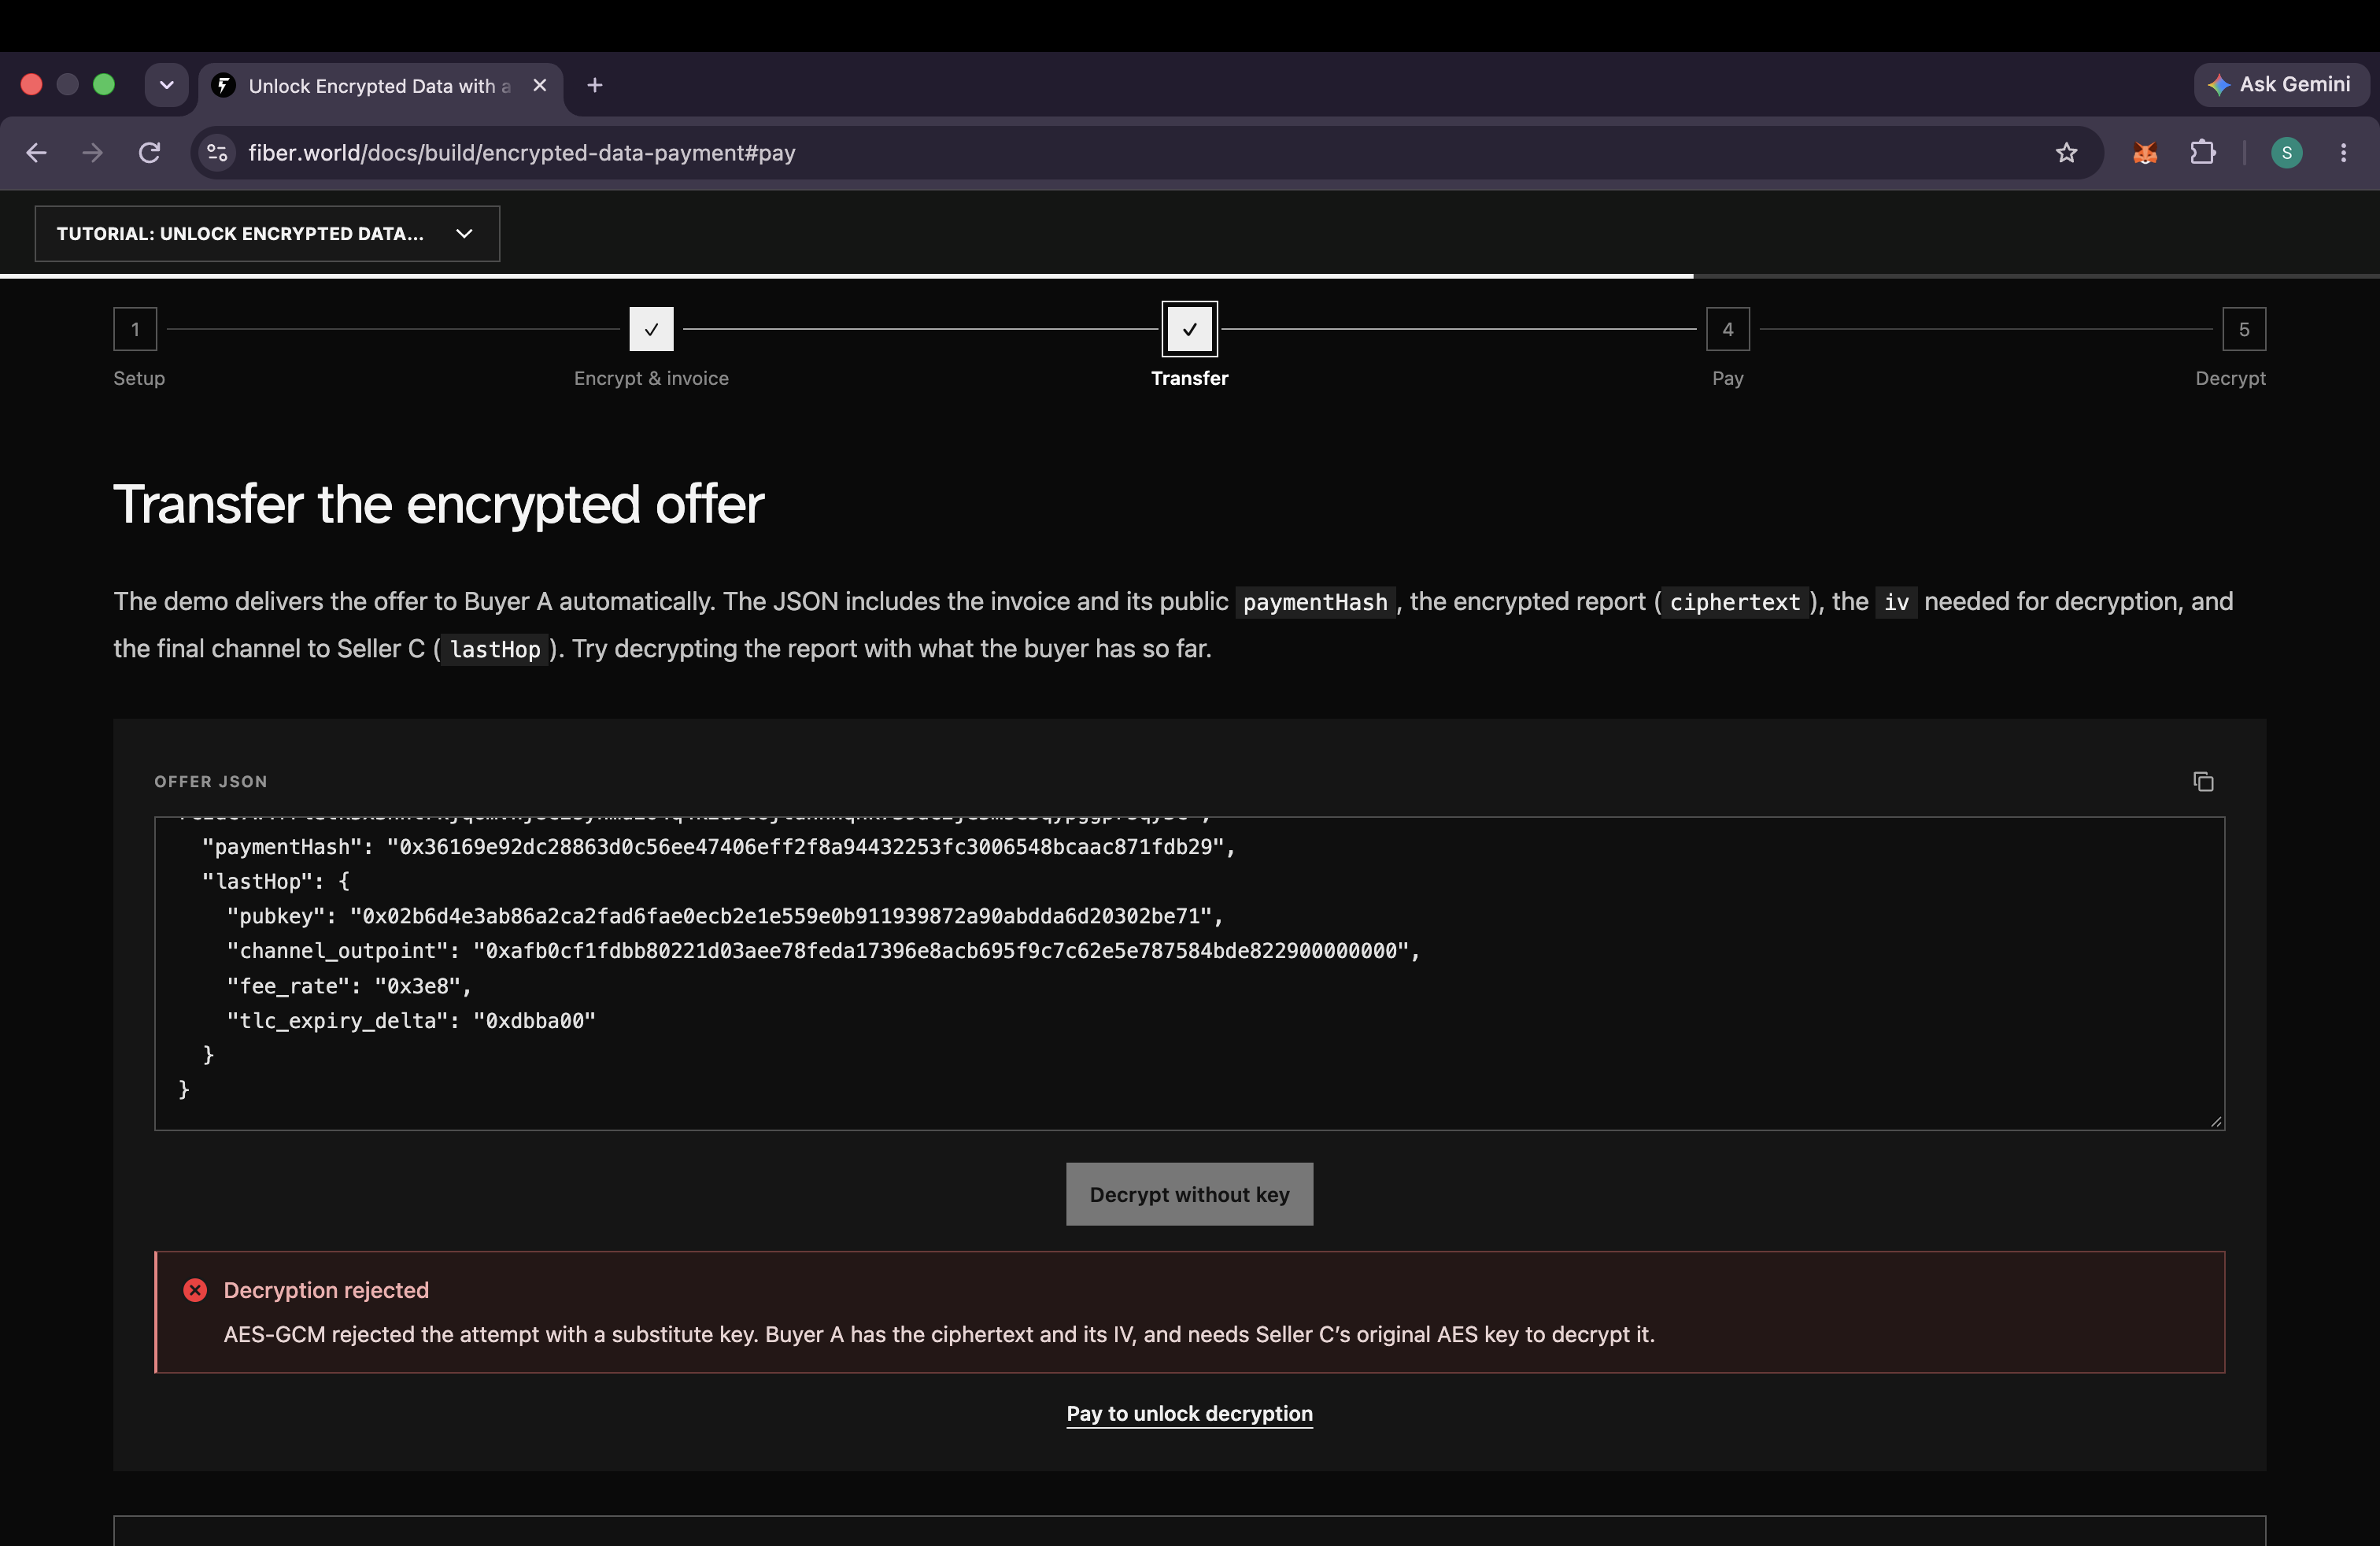 Unlock Encrypted Data with a
Ask Gemini
fiber.world/docs/build/encrypted-data-payment#pay
S
TUTORIAL: UNLOCK ENCRYPTED DATA...
1
4
5
Setup
Encrypt & invoice
Transfer
Pay
Decrypt
Transfer the encrypted offer
The demo delivers the offer to Buyer A automatically. The JSON includes the invoice and its public paymentHash, the encrypted report (ciphertext), the iv needed for decryption, and
the final channel to Seller C (lastHop). Try decrypting the report with what the buyer has so far.
OFFER JSON
"paymentHash": "0x36169e92dc28863d0c56ee47406eff2f8a94432253fc3006548bcaac871fdb29",
"lastHop": {
"pubkey": "0x02b6d4e3ab86a2ca2fad6fae0ecb2e1e559e0b911939872a90abdda6d20302be71",
"channel_outpoint": "0xafb0cf1fdbb80221d03aee78feda17396e8acb695f9c7c62e5e787584bde822900000000",
"fee_rate": "0x3e8",
"tlc_expiry_delta": "0xdbba00"
}
}
Decrypt without key
Decryption rejected
AES-GCM rejected the attempt with a substitute key. Buyer A has the ciphertext and its IV, and needs Seller C's original AES key to decrypt it.
Pay to unlock decryption